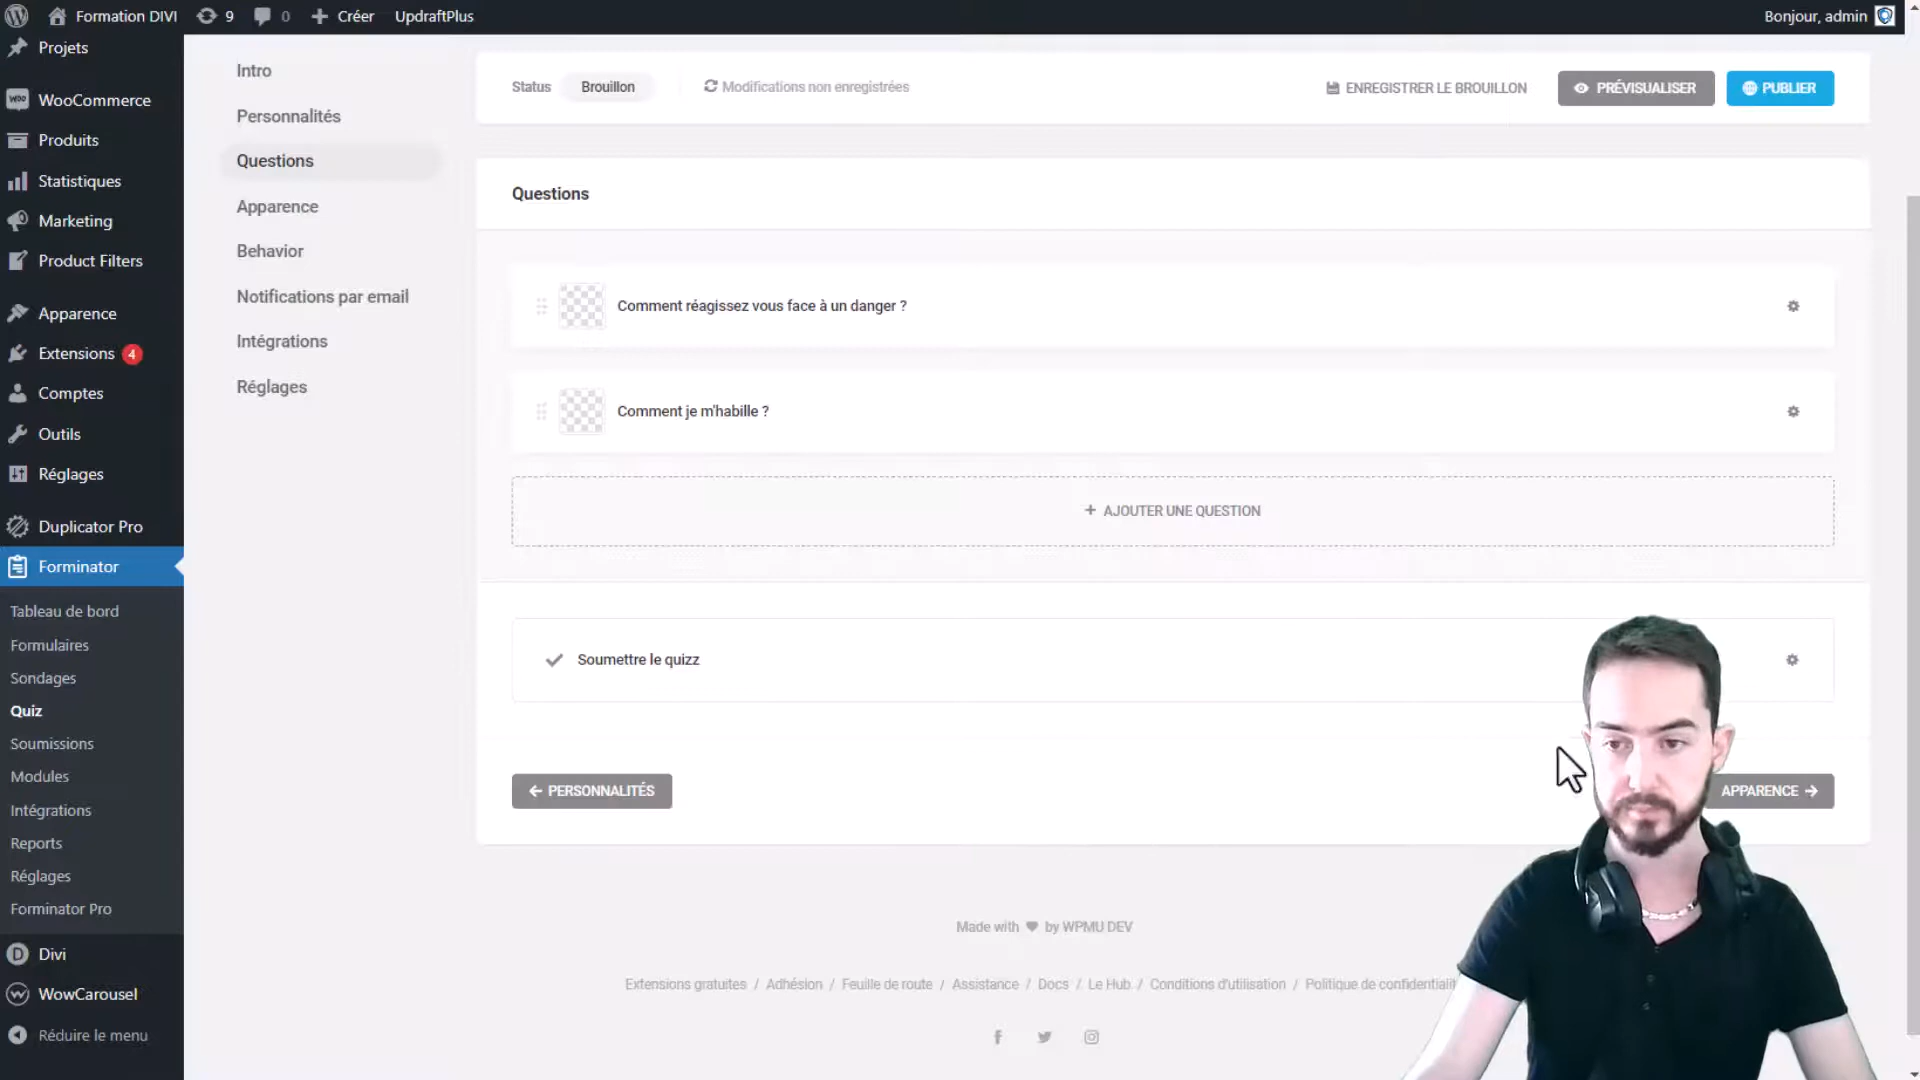 Formation DIVI
9
0
Créer
UpdraftPlus
Bonjour, admin
Projets
WooCommerce
Produits
Statistiques
Marketing
Product Filters
Apparence
Extensions 4
Comptes
Outils
Réglages
Duplicator Pro
Forminator
Tableau de bord
Formulaires
Sondages
Quiz
Soumissions
Modules
Intégrations
Reports
Réglages
Forminator Pro
Divi
WowCarousel
Réduire le menu
Intro
Personnalités
Questions
Apparence
Behavior
Notifications par email
Intégrations
Réglages
Status
Brouillon
Modifications non enregistrées
ENREGISTRER LE BROUILLON
PRÉVISUALISER
PUBLIER
Questions
Comment réagissez vous face à un danger ?
Comment je m'habille ?
+ AJOUTER UNE QUESTION
Soumettre le quizz
← PERSONNALITÉS
APPARENCE →
Made with ♥ by WPMU DEV
Extensions gratuites / Adhésion / Feuille de route / Assistance / Docs / Le Hub / Conditions d'utilisation / Politique de